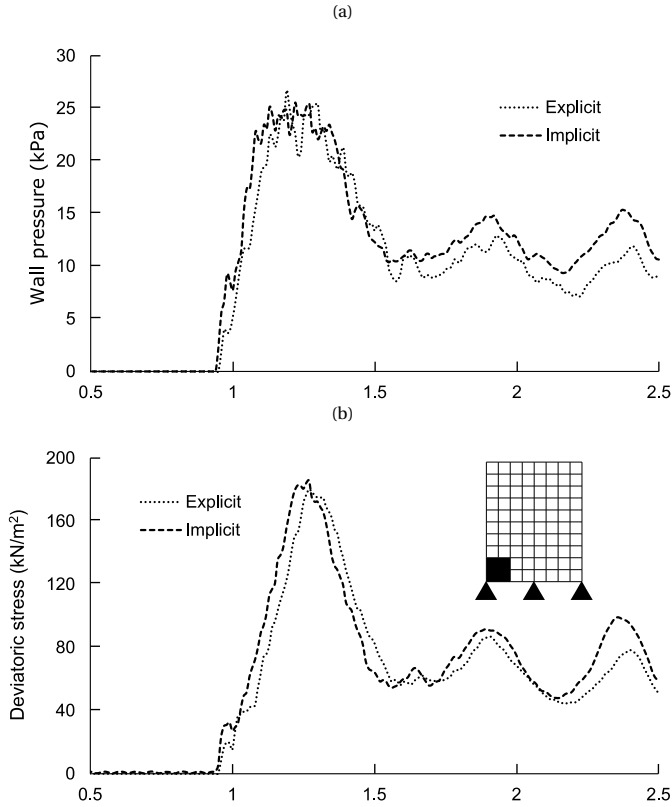 (a)
30
25
20
15
10
5
0
Wall pressure (kPa)
Explicit
Implicit
0.5
1
1.5
2
2.5
(b)
200
160
120
80
40
0
Deviatoric stress (kN/m²)
Explicit
Implicit
0.5
1
1.5
2
2.5